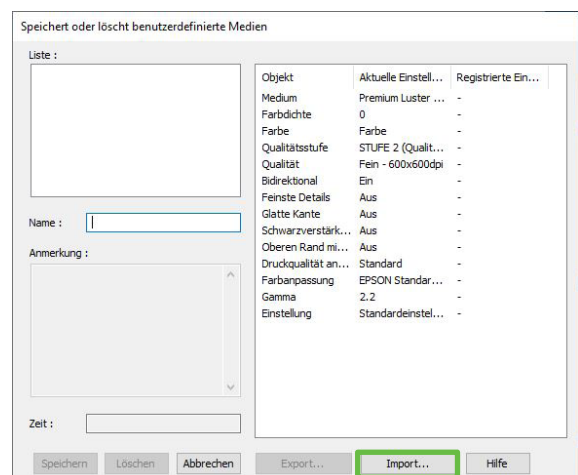 Speichert oder löscht benutzerdefinierte Medien
Liste :
Name :
Anmerkung :
Zeit :
Objekt Aktuelle Einstell... Registrierte Ein...
Medium Premium Luster ... -
Farbdichte 0 -
Farbe Farbe -
Qualitätsstufe STUFE 2 (Qualit... -
Qualität Fein - 600x600dpi -
Bidirektional Ein -
Feinste Details Aus -
Glatte Kante Aus -
Schwarzverstärk... Aus -
Oberen Rand mi... Aus -
Druckqualität an... Standard -
Farbanpassung EPSON Standar... -
Gamma 2.2 -
Einstellung Standardeinstel... -
Speichern Löschen Abbrechen Export... Import... Hilfe